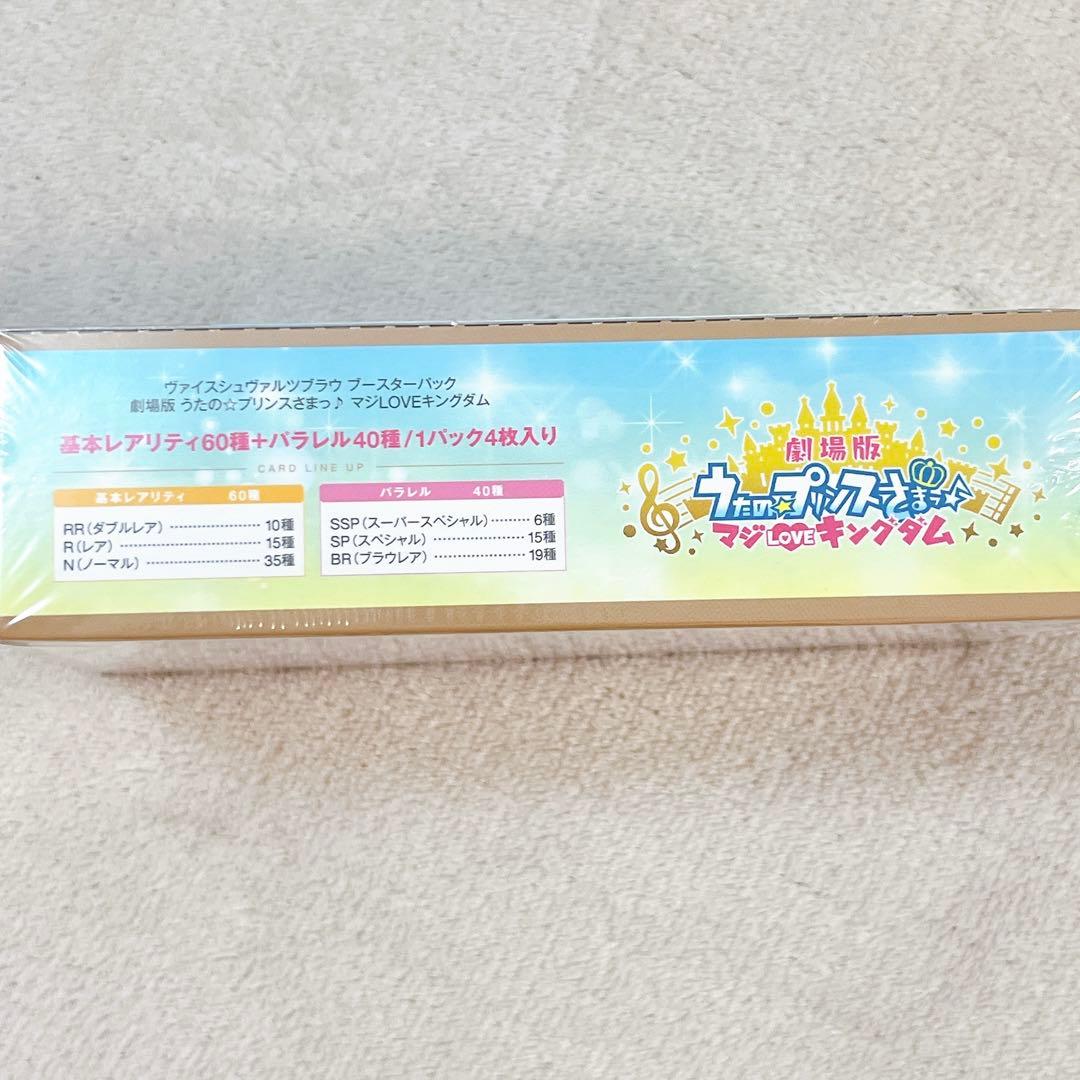 ヴァイスシュヴァルツブラウ ブースターパック
劇場版 うたの☆プリンスさまっ♪ マジLOVEキングダム
基本レアリティ60種+パラレル40種/1パック4枚入り
CARD LINE UP
基本レアリティ 60種
RR(ダブルレア) 10種
R(レア) 15種
N(ノーマル) 35種
パラレル 40種
SSP(スーパースペシャル) 6種
SP(スペシャル) 15種
BR(ブラウレア) 19種
劇場版
うたの☆プリンスさまっ♪
マジLOVEキングダム